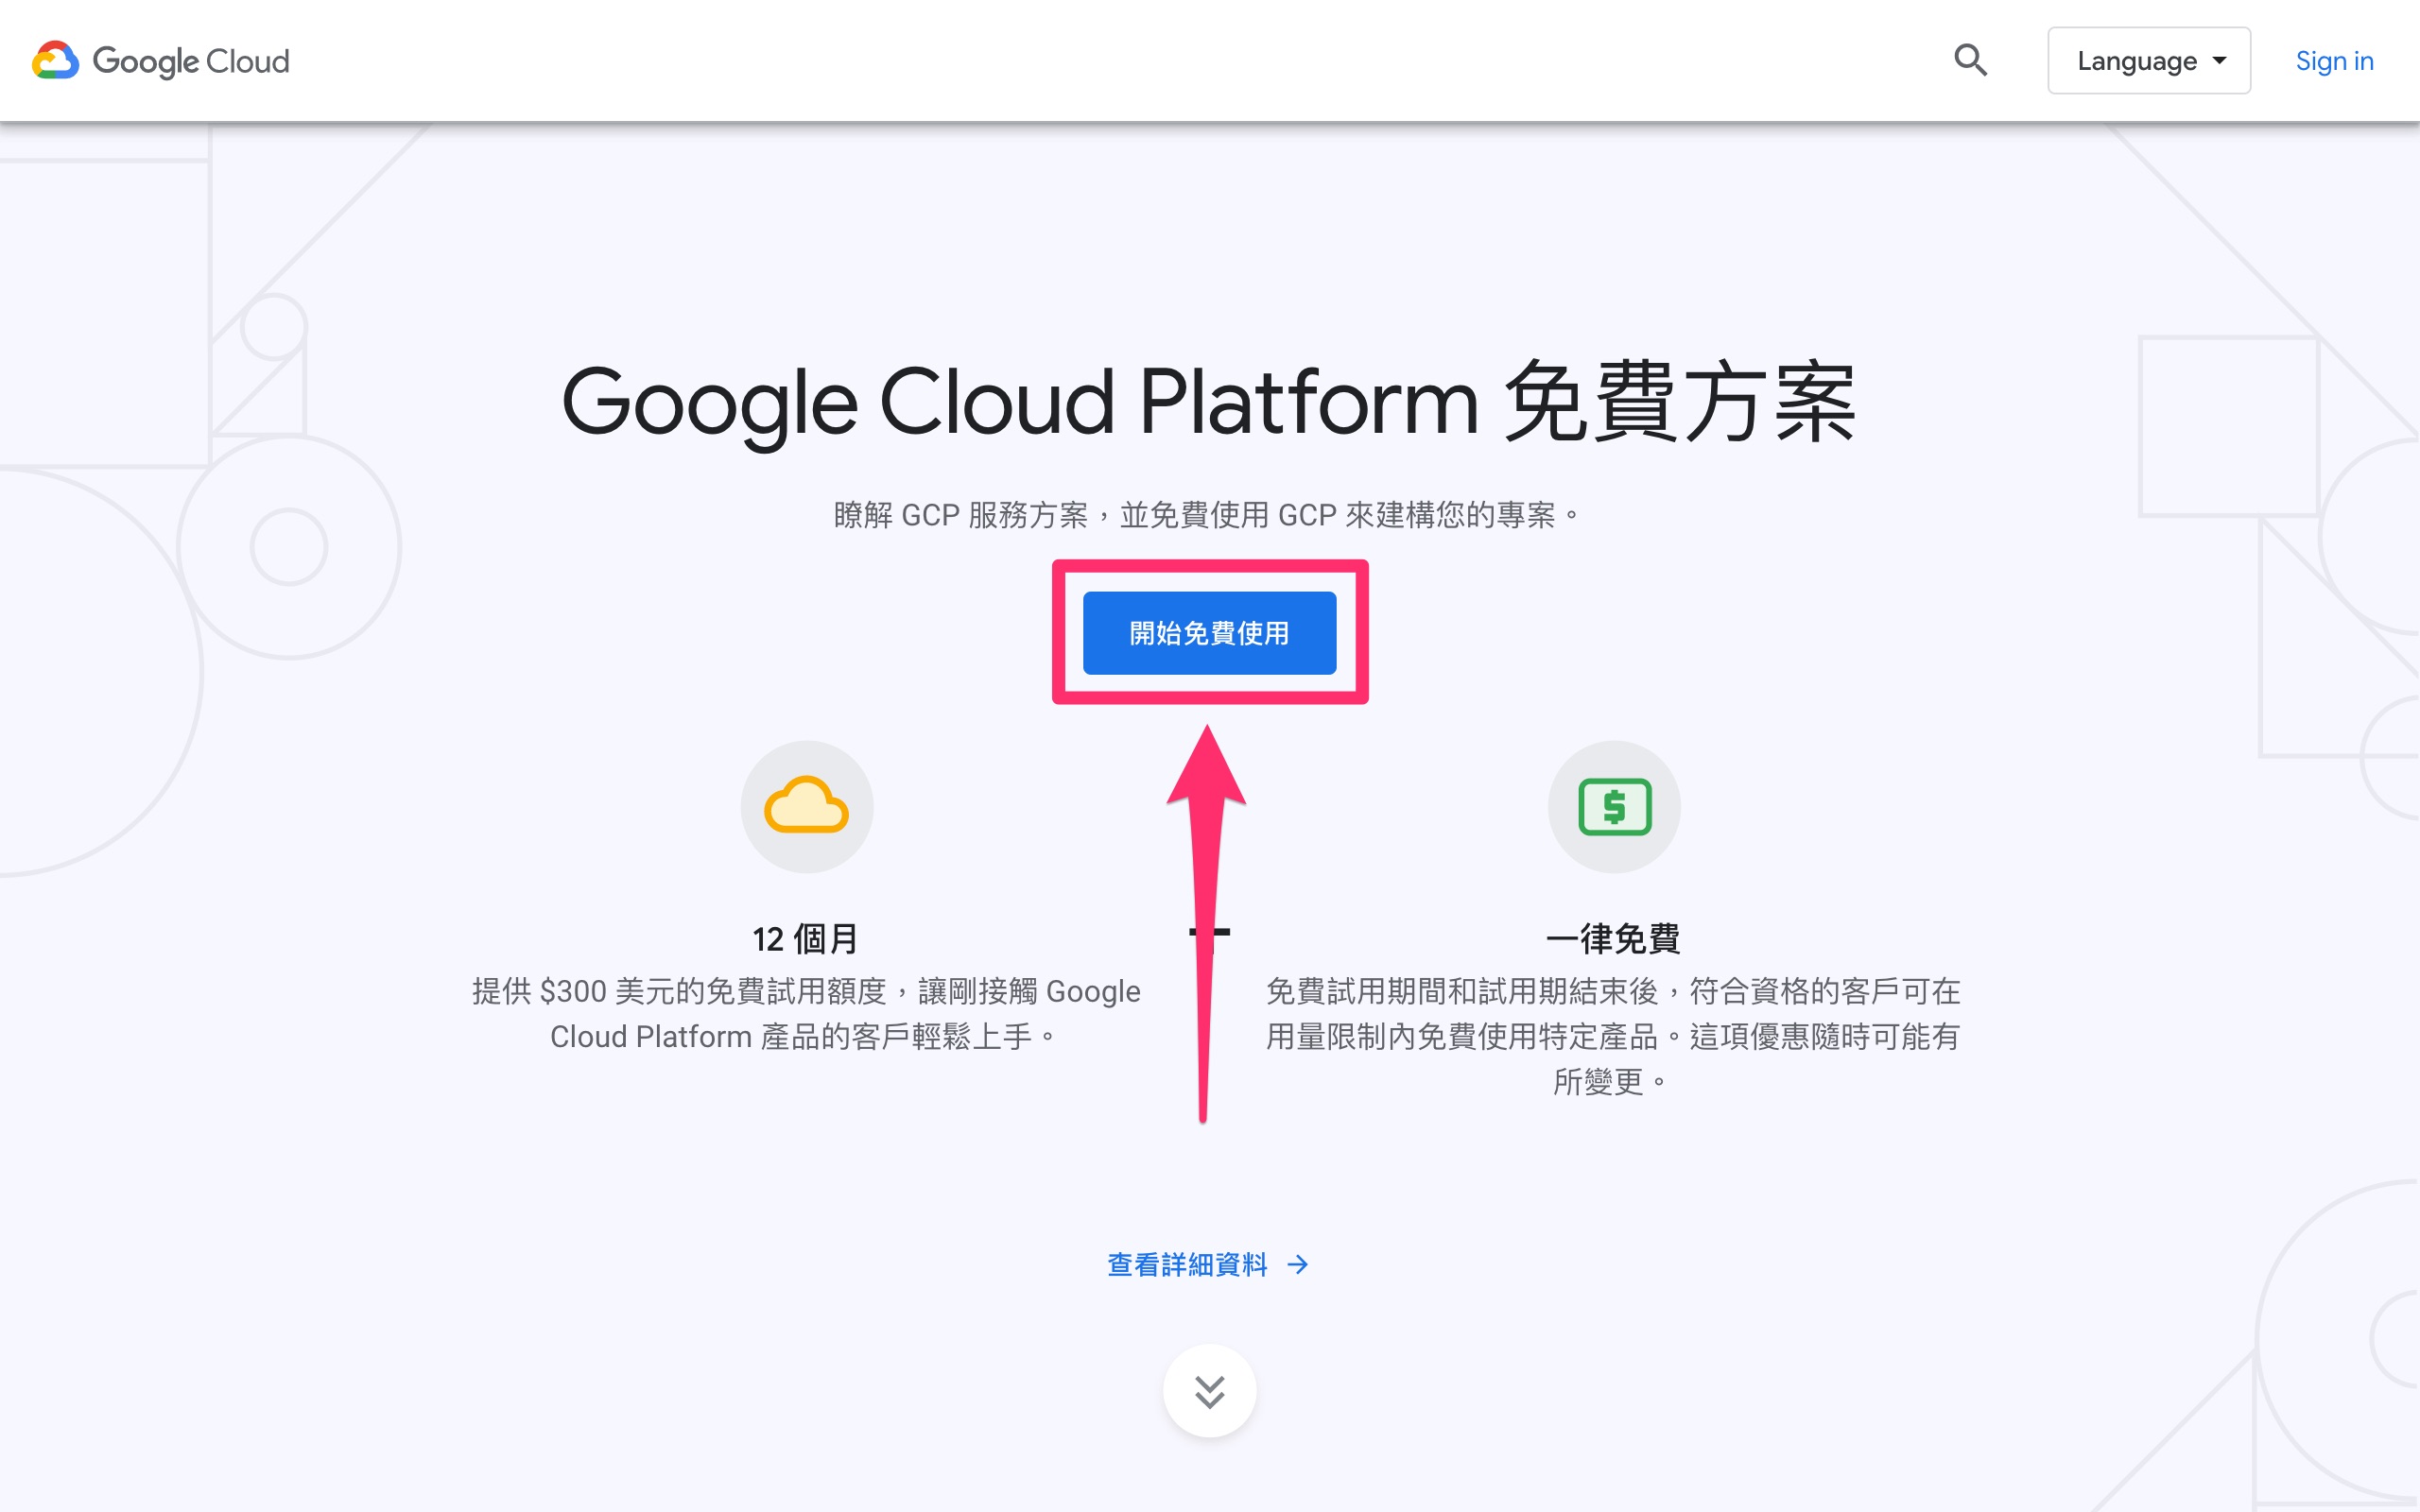 Google Cloud
Language
Sign in
Google Cloud Platform 免費方案
瞭解 GCP 服務方案，並免費使用 GCP 來建構您的專案。
開始免費使用
12 個月
提供 $300 美元的免費試用額度，讓剛接觸 Google
Cloud Platform 產品的客戶輕鬆上手。
一律免費
免費試用期間和試用期結束後，符合資格的客戶可在
用量限制內免費使用特定產品。這項優惠隨時可能有
所變更。
查看詳細資料